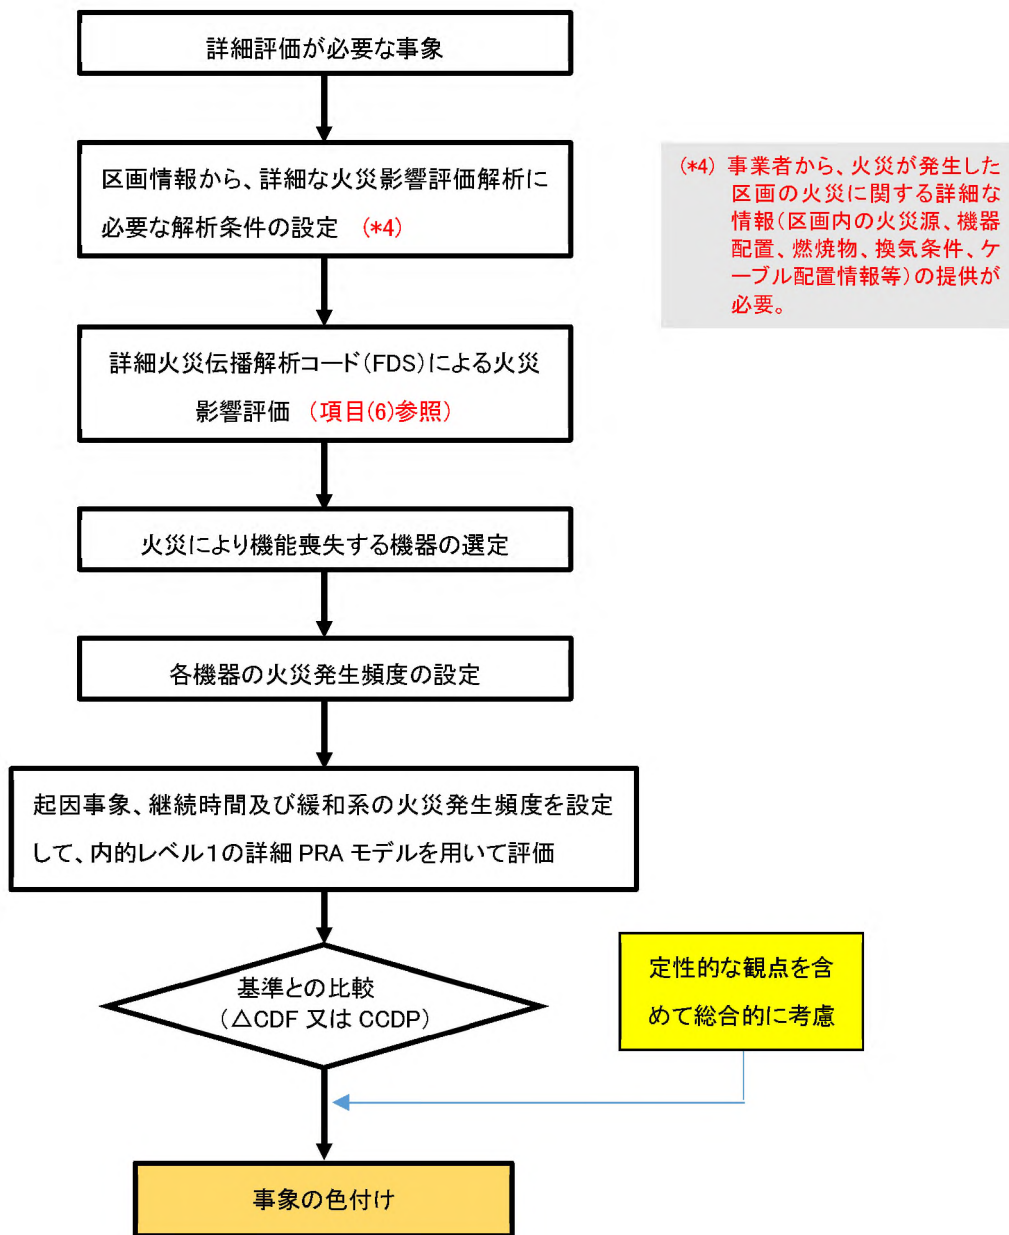 詳細評価が必要な事象
区画情報から、詳細な火災影響評価解析に
必要な解析条件の設定 (*4)
(*4) 事業者から、火災が発生した
区画の火災に関する詳細な
情報(区画内の火災源、機器
配置、燃焼物、換気条件、ケ
ーブル配置情報等)の提供が
必要。
詳細火災伝播解析コード(FDS)による火災
影響評価 (項目(6)参照)
火災により機能喪失する機器の選定
各機器の火災発生頻度の設定
起因事象、継続時間及び緩和系の火災発生頻度を設定
して、内的レベル1の詳細 PRA モデルを用いて評価
基準との比較
(△CDF 又は CCDP)
定性的な観点を含
めて総合的に考慮
事象の色付け